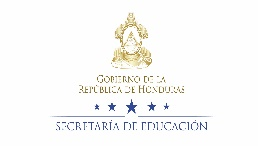 GOBIERNO DE LA
REPÚBLICA DE HONDURAS
SECRETARÍA DE EDUCACIÓN